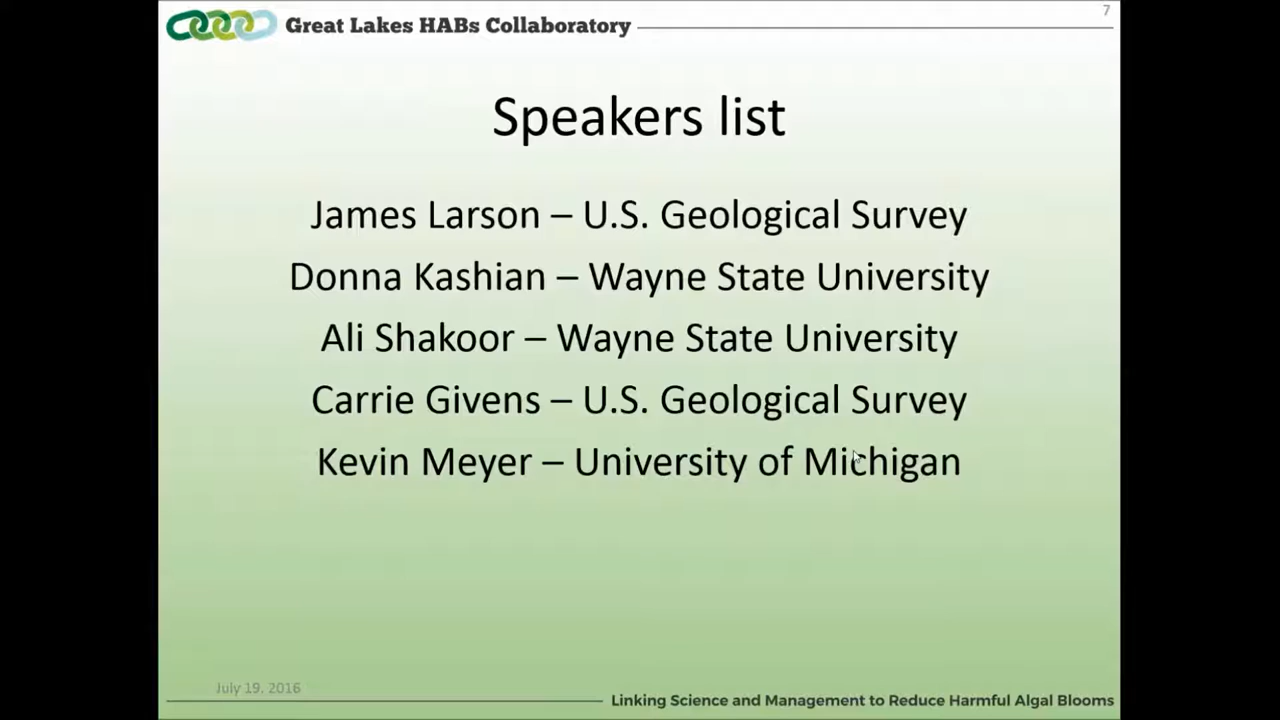 7
Great Lakes HABs Collaboratory
Speakers list
James Larson – U.S. Geological Survey
Donna Kashian – Wayne State University
Ali Shakoor – Wayne State University
Carrie Givens – U.S. Geological Survey
Kevin Meyer – University of Michigan
July 19, 2016
Linking Science and Management to Reduce Harmful Algal Blooms